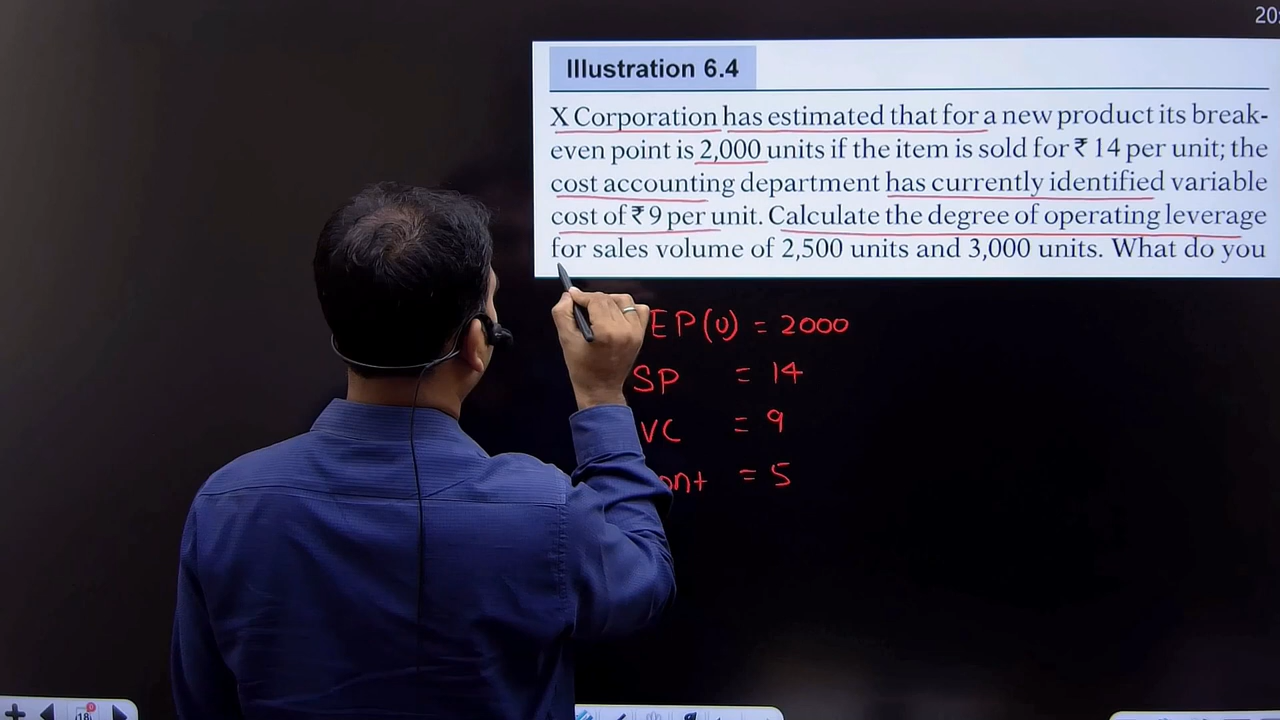 20:
Illustration 6.4
X Corporation has estimated that for a new product its break-
even point is 2,000 units if the item is sold for ₹ 14 per unit; the
cost accounting department has currently identified variable
cost of ₹ 9 per unit. Calculate the degree of operating leverage
for sales volume of 2,500 units and 3,000 units. What do you
EP(U) = 2000
SP = 14
VC = 9
ont = 5
18